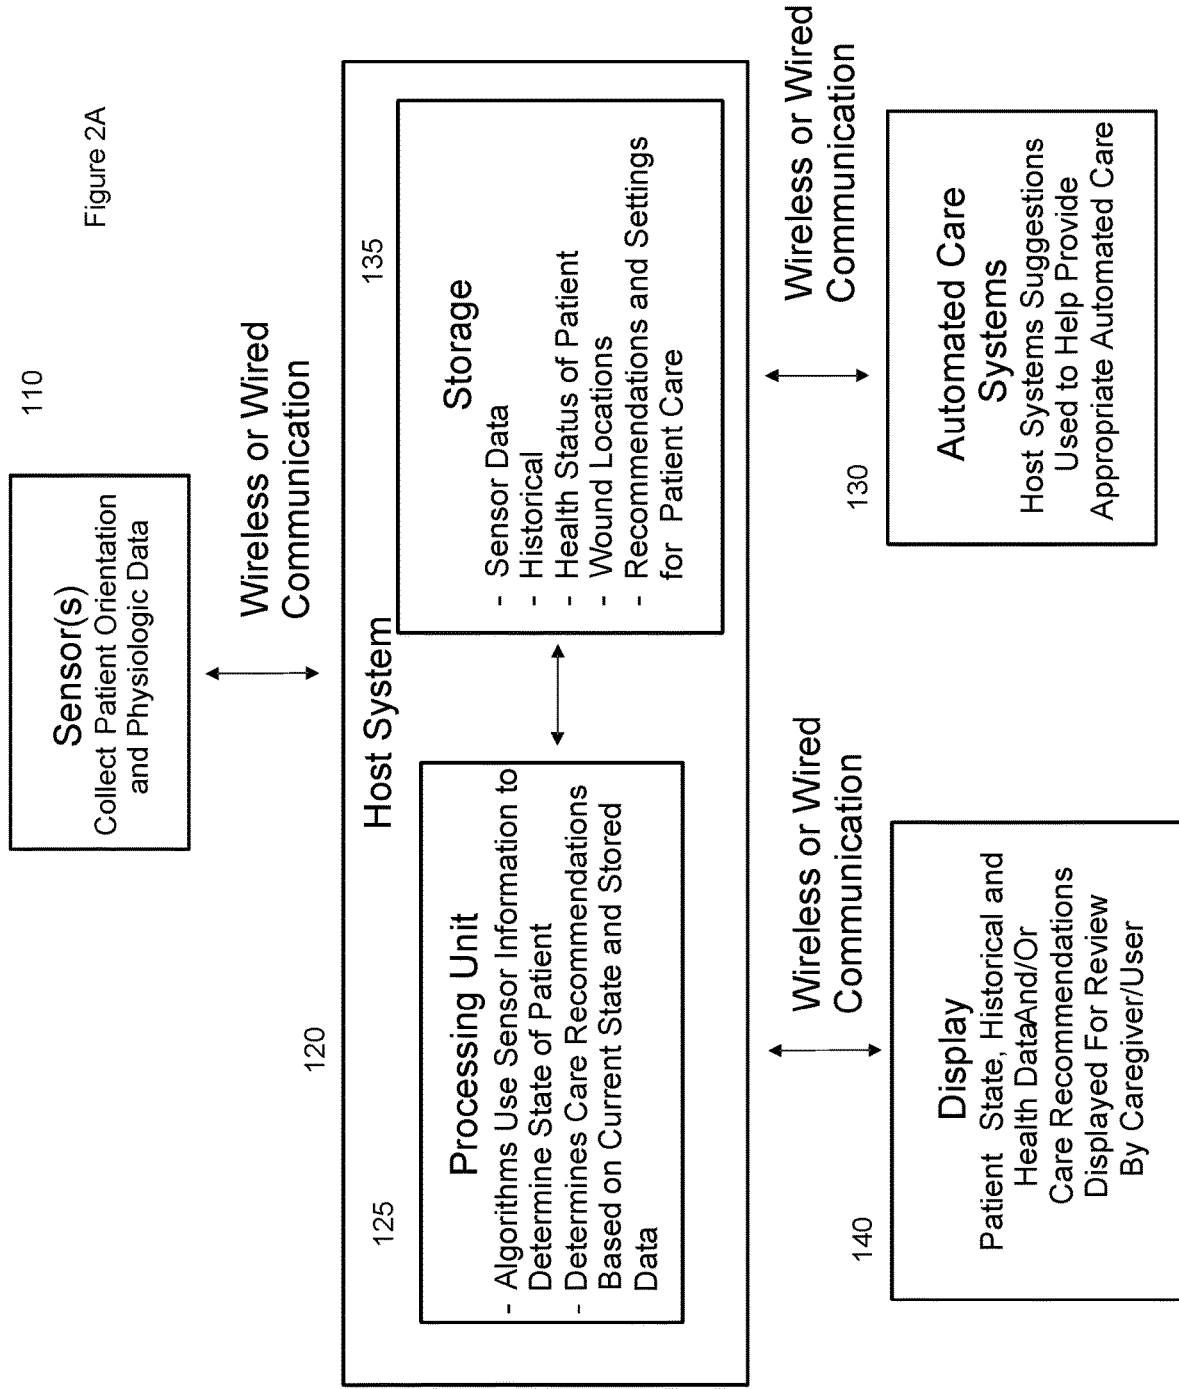 Figure 2A
110
Sensor(s)
Collect Patient Orientation
and Physiologic Data
Wireless or Wired
Communication
120
Host System
125
Processing Unit
- Algorithms Use Sensor Information to
Determine State of Patient
- Determines Care Recommendations
Based on Current State and Stored
Data
135
Storage
- Sensor Data
- Historical
- Health Status of Patient
- Wound Locations
- Recommendations and Settings
for Patient Care
Wireless or Wired
Communication
Wireless or Wired
Communication
140
Display
Patient State, Historical and
Health DataAnd/Or
Care Recommendations
Displayed For Review
By Caregiver/User
130
Automated Care
Systems
Host Systems Suggestions
Used to Help Provide
Appropriate Automated Care